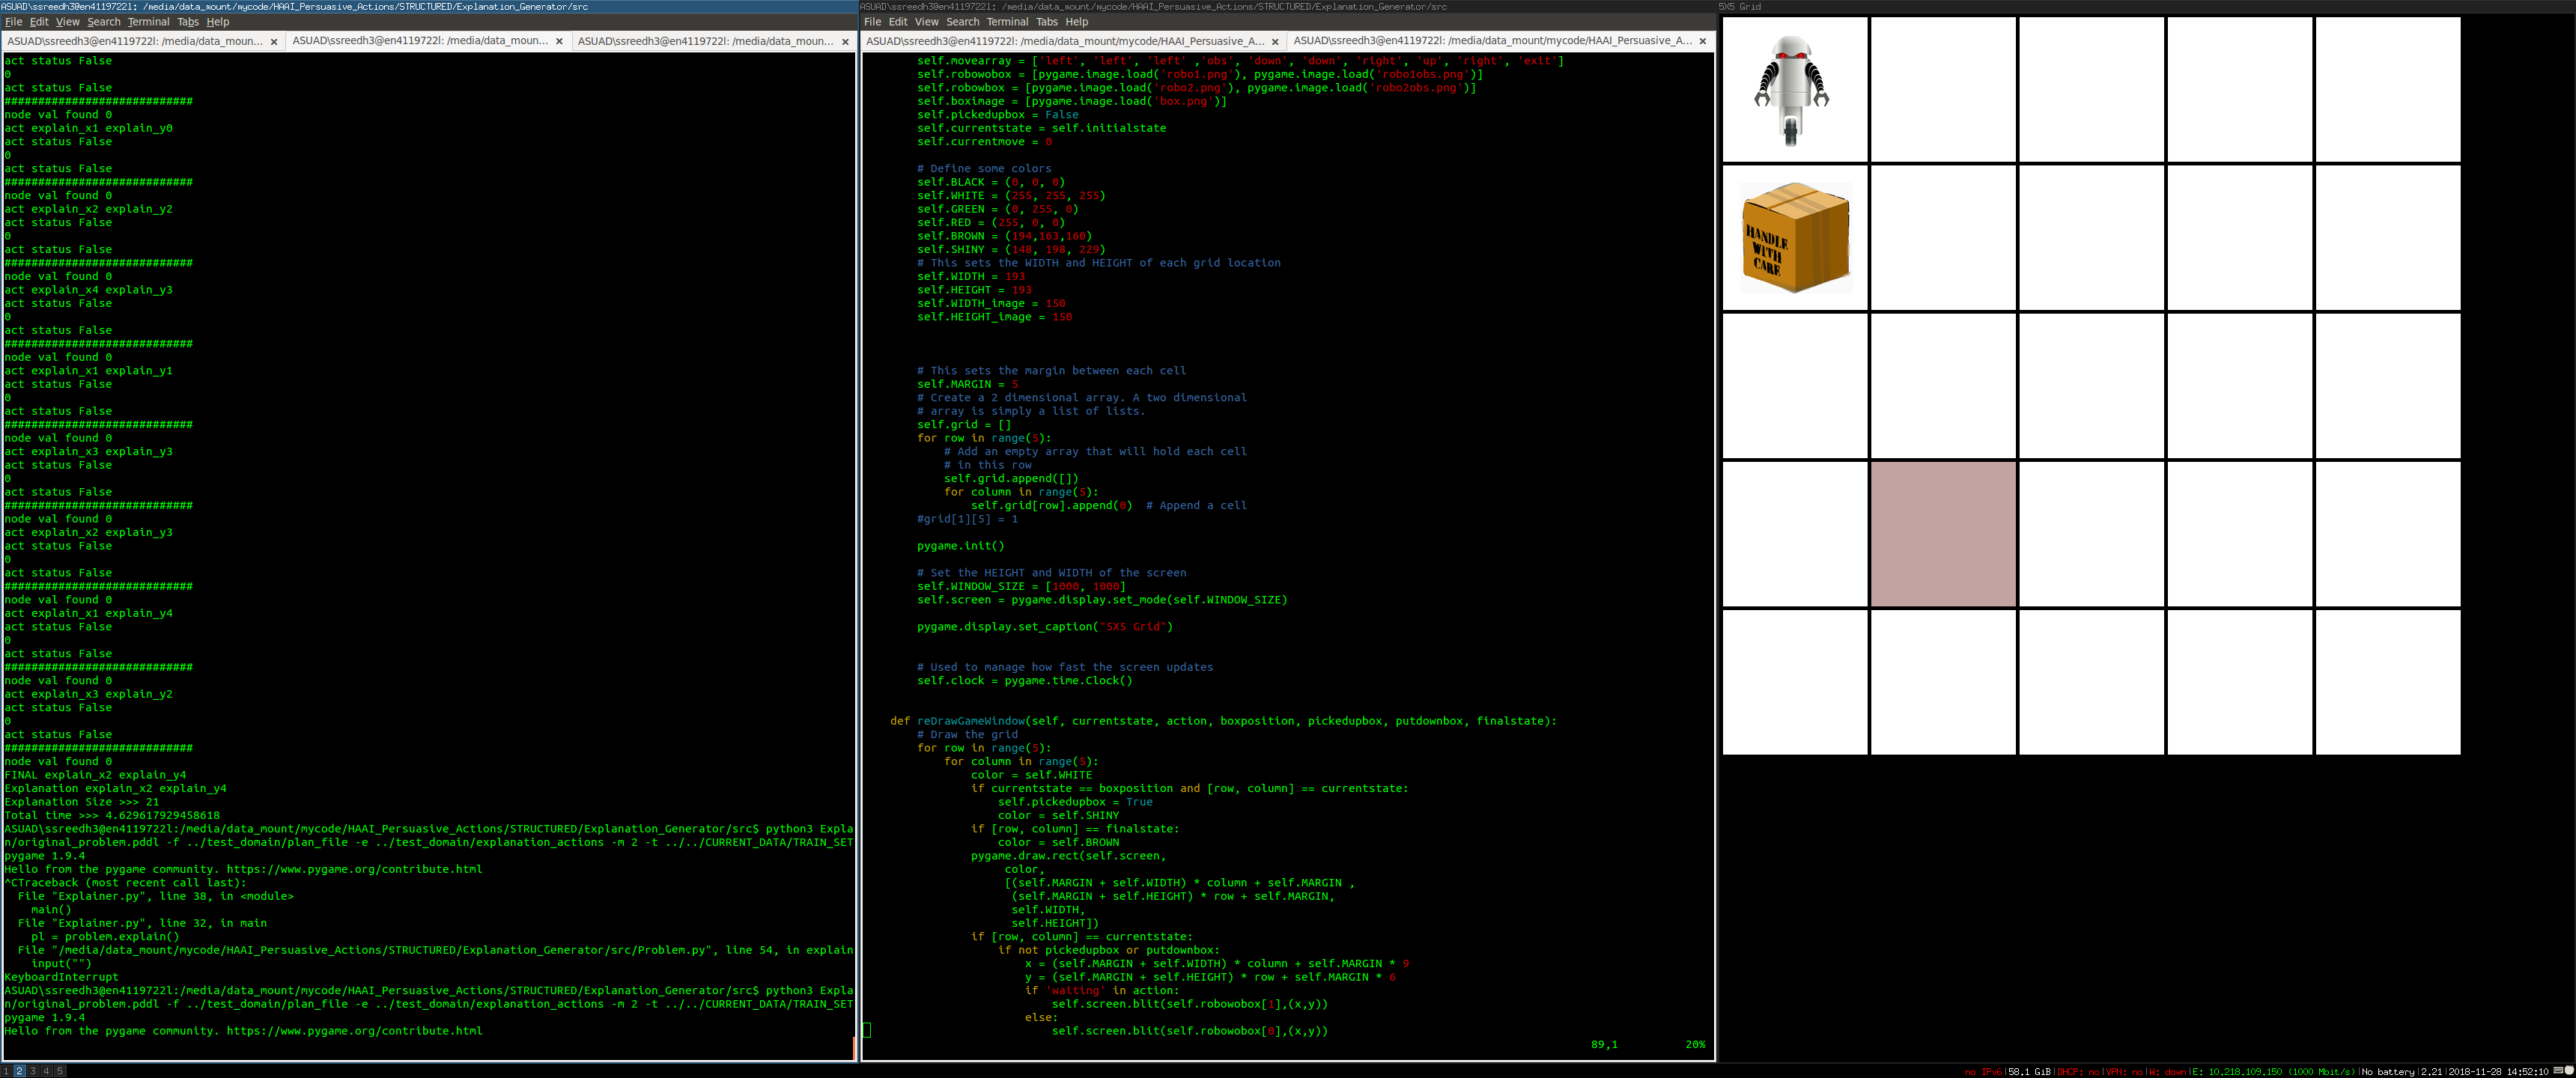 ASUAD\ssreedh3@en4119722l: /media/data_mount/mycode/HAAI_Persuasive_Actions/STRUCTURED/Explanation_Generator/src
File Edit View Search Terminal Tabs Help
ASUAD\ssreedh3@en4119722l: /media/data_moun... × ASUAD\ssreedh3@en4119722l: /media/data_moun... × ASUAD\ssreedh3@en4119722l: /media/data_moun... ×
act status False
0
act status False
############################
node val found 0
act explain_x1 explain_y0
act status False
0
act status False
############################
node val found 0
act explain_x2 explain_y2
act status False
0
act status False
############################
node val found 0
act explain_x4 explain_y3
act status False
0
act status False
############################
node val found 0
act explain_x1 explain_y1
act status False
0
act status False
############################
node val found 0
act explain_x3 explain_y3
act status False
0
act status False
############################
node val found 0
act explain_x2 explain_y3
act status False
0
act status False
############################
node val found 0
act explain_x1 explain_y4
act status False
0
act status False
############################
node val found 0
act explain_x3 explain_y2
act status False
0
act status False
############################
node val found 0
FINAL explain_x2 explain_y4
Explanation explain_x2 explain_y4
Explanation Size >>> 21
Total time >>> 4.629617929458618
ASUAD\ssreedh3@en4119722l:/media/data_mount/mycode/HAAI_Persuasive_Actions/STRUCTURED/Explanation_Generator/src$ python3 Expla
n/original_problem.pddl -f ../test_domain/plan_file -e ../test_domain/explanation_actions -m 2 -t ../../CURRENT_DATA/TRAIN_SET
pygame 1.9.4
Hello from the pygame community. https://www.pygame.org/contribute.html
^CTraceback (most recent call last):
  File "Explainer.py", line 38, in <module>
    main()
  File "Explainer.py", line 32, in main
    pl = problem.explain()
  File "/media/data_mount/mycode/HAAI_Persuasive_Actions/STRUCTURED/Explanation_Generator/src/Problem.py", line 54, in explain
    input("")
KeyboardInterrupt
ASUAD\ssreedh3@en4119722l:/media/data_mount/mycode/HAAI_Persuasive_Actions/STRUCTURED/Explanation_Generator/src$ python3 Expla
n/original_problem.pddl -f ../test_domain/plan_file -e ../test_domain/explanation_actions -m 2 -t ../../CURRENT_DATA/TRAIN_SET
pygame 1.9.4
Hello from the pygame community. https://www.pygame.org/contribute.html
ASUAD\ssreedh3@en4119722l: /media/data_mount/mycode/HAAI_Persuasive_Actions/STRUCTURED/Explanation_Generator/src
File Edit View Search Terminal Tabs Help
ASUAD\ssreedh3@en4119722l: /media/data_mount/mycode/HAAI_Persuasive_A... × ASUAD\ssreedh3@en4119722l: /media/data_mount/mycode/HAAI_Persuasive_A... ×
self.movearray = ['left', 'left', 'left' ,'obs', 'down', 'down', 'right', 'up', 'right', 'exit']
self.robowobox = [pygame.image.load('robo1.png'), pygame.image.load('robo1obs.png')]
self.robowbox = [pygame.image.load('robo2.png'), pygame.image.load('robo2obs.png')]
self.boximage = [pygame.image.load('box.png')]
self.pickedupbox = False
self.currentstate = self.initialstate
self.currentmove = 0
# Define some colors
self.BLACK = (0, 0, 0)
self.WHITE = (255, 255, 255)
self.GREEN = (0, 255, 0)
self.RED = (255, 0, 0)
self.BROWN = (194,163,160)
self.SHINY = (148, 198, 229)
# This sets the WIDTH and HEIGHT of each grid location
self.WIDTH = 193
self.HEIGHT = 193
self.WIDTH_image = 150
self.HEIGHT_image = 150
# This sets the margin between each cell
self.MARGIN = 5
# Create a 2 dimensional array. A two dimensional
# array is simply a list of lists.
self.grid = []
for row in range(5):
    # Add an empty array that will hold each cell
    # in this row
    self.grid.append([])
    for column in range(5):
        self.grid[row].append(0)  # Append a cell
#grid[1][5] = 1
pygame.init()
# Set the HEIGHT and WIDTH of the screen
self.WINDOW_SIZE = [1000, 1000]
self.screen = pygame.display.set_mode(self.WINDOW_SIZE)
pygame.display.set_caption("5X5 Grid")
# Used to manage how fast the screen updates
self.clock = pygame.time.Clock()
def reDrawGameWindow(self, currentstate, action, boxposition, pickedupbox, putdownbox, finalstate):
    # Draw the grid
    for row in range(5):
        for column in range(5):
            color = self.WHITE
            if currentstate == boxposition and [row, column] == currentstate:
                self.pickedupbox = True
                color = self.SHINY
            if [row, column] == finalstate:
                color = self.BROWN
            pygame.draw.rect(self.screen,
                 color,
                 [(self.MARGIN + self.WIDTH) * column + self.MARGIN ,
                  (self.MARGIN + self.HEIGHT) * row + self.MARGIN,
                  self.WIDTH,
                  self.HEIGHT])
            if [row, column] == currentstate:
                if not pickedupbox or putdownbox:
                    x = (self.MARGIN + self.WIDTH) * column + self.MARGIN * 9
                    y = (self.MARGIN + self.HEIGHT) * row + self.MARGIN * 6
                    if 'waiting' in action:
                        self.screen.blit(self.robowobox[1],(x,y))
                    else:
                        self.screen.blit(self.robowobox[0],(x,y))
89,1 20%
5X5 Grid
HANDLE
WITH
CARE
1 2 3 4 5
no IPv6|58.1 GiB|DHCP: no|VPN: no|W: down|E: 10.218.109.150 (1000 Mbit/s)|No battery|2.21|2018-11-28 14:52:10